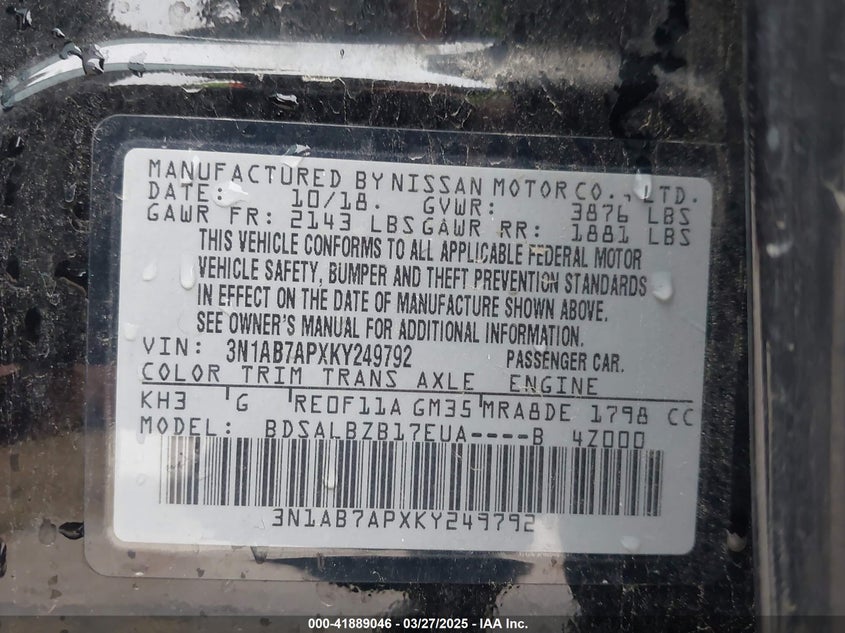 MANUFACTURED BY NISSAN MOTOR CO., LTD.
DATE: 10/18. GVWR: 3876 LBS
GAWR FR: 2143 LBS GAWR RR: 1881 LBS
THIS VEHICLE CONFORMS TO ALL APPLICABLE FEDERAL MOTOR
VEHICLE SAFETY, BUMPER AND THEFT PREVENTION STANDARDS
IN EFFECT ON THE DATE OF MANUFACTURE SHOWN ABOVE.
SEE OWNER'S MANUAL FOR ADDITIONAL INFORMATION.
VIN: 3N1AB7APXKY249792 PASSENGER CAR.
COLOR TRIM TRANS AXLE ENGINE
KH3 G RE0F11A GM35 MRA8DE 1798 CC
MODEL: BDSALBZB17EUA----B 4Z000
3N1AB7APXKY249792
000-41889046 — 03/27/2025 — IAA Inc.